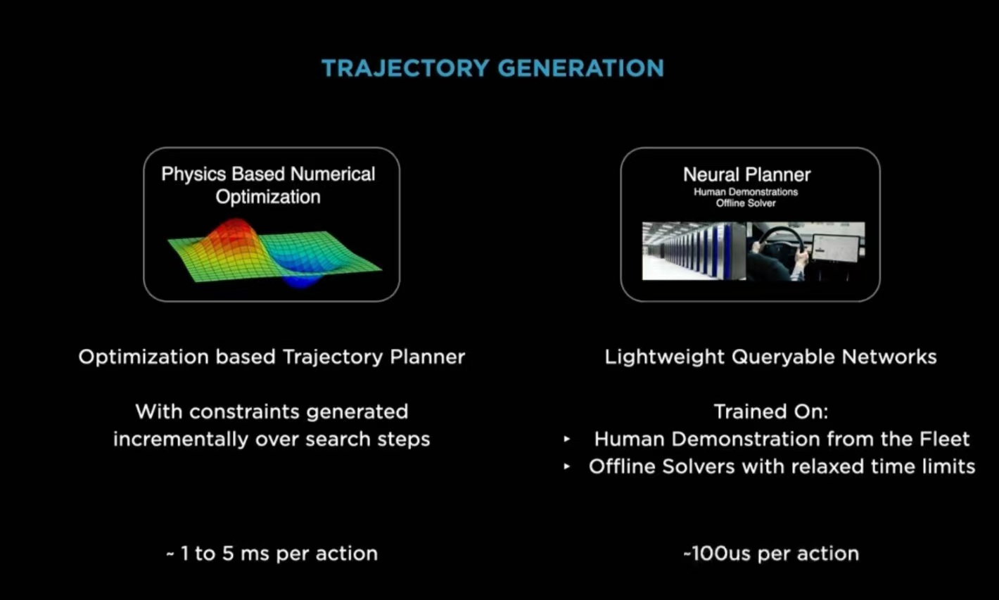 TRAJECTORY GENERATION
Physics Based Numerical
Optimization
Optimization based Trajectory Planner
With constraints generated
incrementally over search steps
~ 1 to 5 ms per action
Neural Planner
Human Demonstrations
Offline Solver
Lightweight Queryable Networks
Trained On:
‣ Human Demonstration from the Fleet
‣ Offline Solvers with relaxed time limits
~100us per action